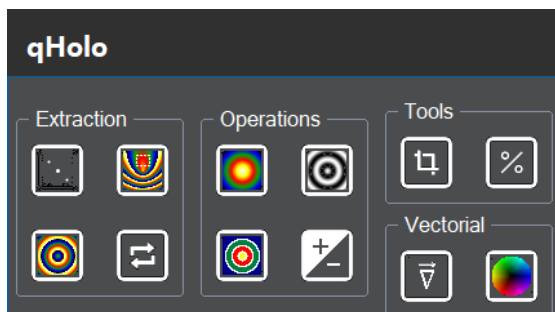 qHolo
Extraction
Operations
Tools
%
+
−
Vectorial
∇⃗